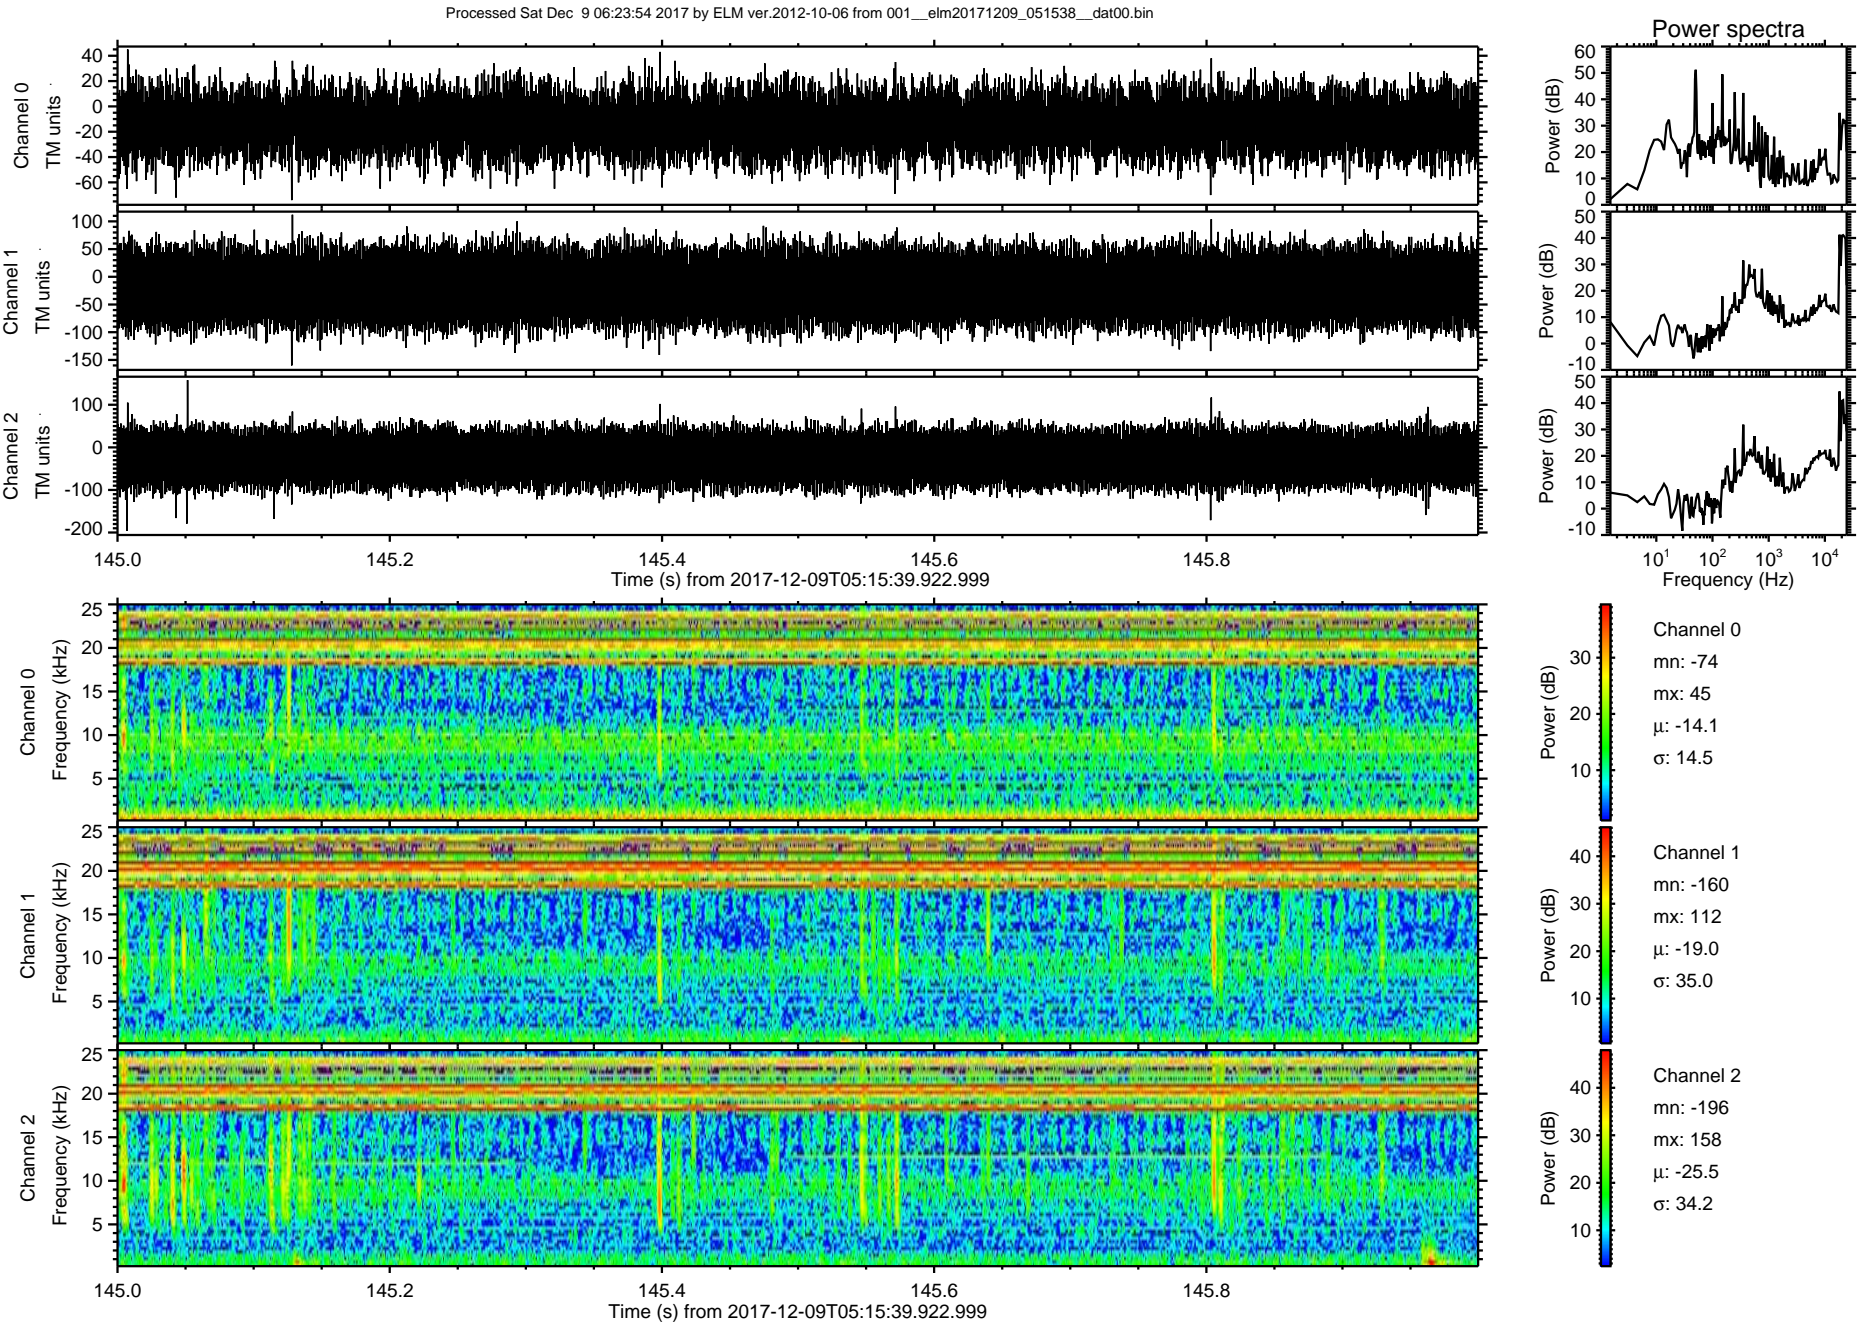 Processed Sat Dec  9 06:23:54 2017 by ELM ver.2012-10-06 from 001__elm20171209_051538__dat00.bin
Power spectra
Channel 0
TM units
40
20
0
-20
-40
-60
Power (dB)
60
50
40
30
20
10
0
Channel 1
TM units
100
50
0
-50
-100
-150
Power (dB)
50
40
30
20
10
0
-10
Channel 2
TM units
100
0
-100
-200
Power (dB)
50
40
30
20
10
0
-10
145.0 145.2 145.4 145.6 145.8
Time (s) from 2017-12-09T05:15:39.922.999
10^1 10^2 10^3 10^4
Frequency (Hz)
Channel 0
Frequency (kHz)
25
20
15
10
5
Power (dB)
30
20
10
Channel 0
mn: -74
mx: 45
μ: -14.1
σ: 14.5
Channel 1
Frequency (kHz)
25
20
15
10
5
Power (dB)
40
30
20
10
Channel 1
mn: -160
mx: 112
μ: -19.0
σ: 35.0
Channel 2
Frequency (kHz)
25
20
15
10
5
Power (dB)
40
30
20
10
Channel 2
mn: -196
mx: 158
μ: -25.5
σ: 34.2
145.0 145.2 145.4 145.6 145.8
Time (s) from 2017-12-09T05:15:39.922.999